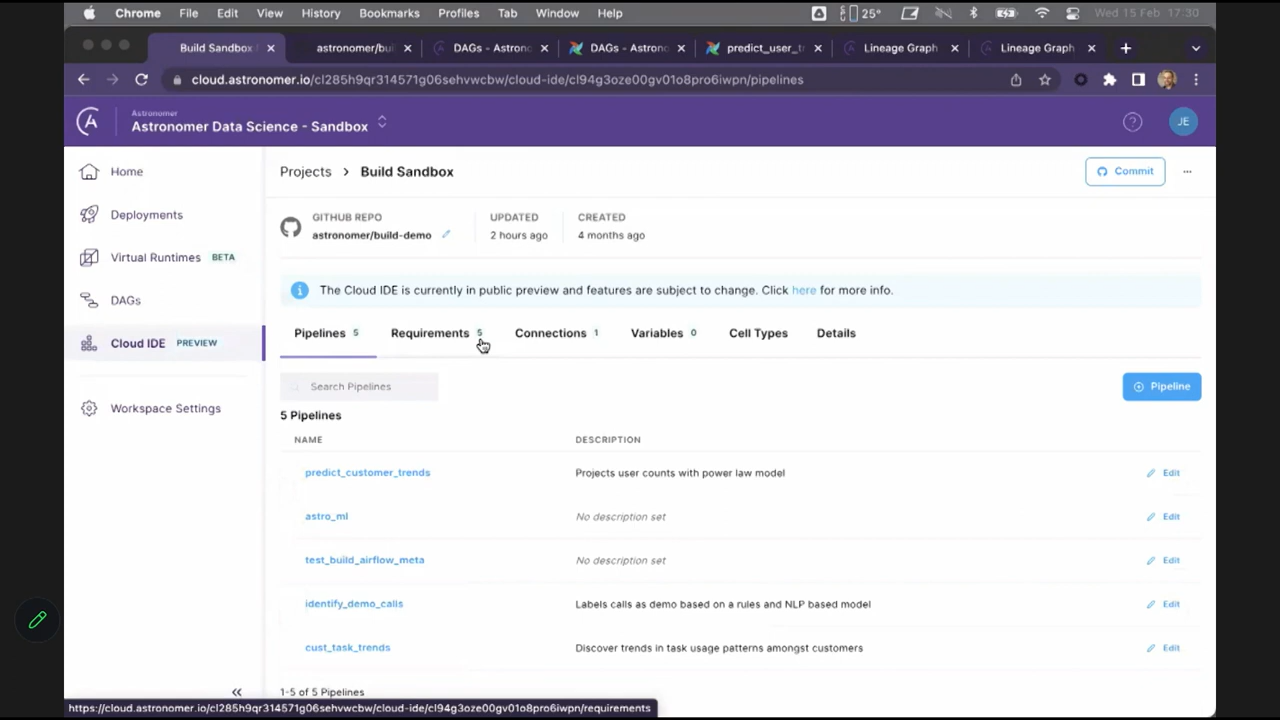 Chrome File Edit View History Bookmarks Profiles Tab Window Help 25° Wed 15 Feb 17:30
Build Sandbox astronomer/bui DAGs - Astrono DAGs - Astrono predict_user_tr Lineage Graph Lineage Graph
cloud.astronomer.io/cl285h9qr314571g06sehvwcbw/cloud-ide/cl94g3oze00gv01o8pro6iwpn/pipelines
Astronomer
Astronomer Data Science - Sandbox
JE
Home
Deployments
Virtual Runtimes BETA
DAGs
Cloud IDE PREVIEW
Workspace Settings
Projects > Build Sandbox
Commit
GITHUB REPO UPDATED CREATED
astronomer/build-demo 2 hours ago 4 months ago
The Cloud IDE is currently in public preview and features are subject to change. Click here for more info.
Pipelines 5 Requirements 5 Connections 1 Variables 0 Cell Types Details
Search Pipelines Pipeline
5 Pipelines
NAME DESCRIPTION
predict_customer_trends Projects user counts with power law model Edit
astro_ml No description set Edit
test_build_airflow_meta No description set Edit
identify_demo_calls Labels calls as demo based on a rules and NLP based model Edit
cust_task_trends Discover trends in task usage patterns amongst customers Edit
1-5 of 5 Pipelines
https://cloud.astronomer.io/cl285h9qr314571g06sehvwcbw/cloud-ide/cl94g3oze00gv01o8pro6iwpn/requirements